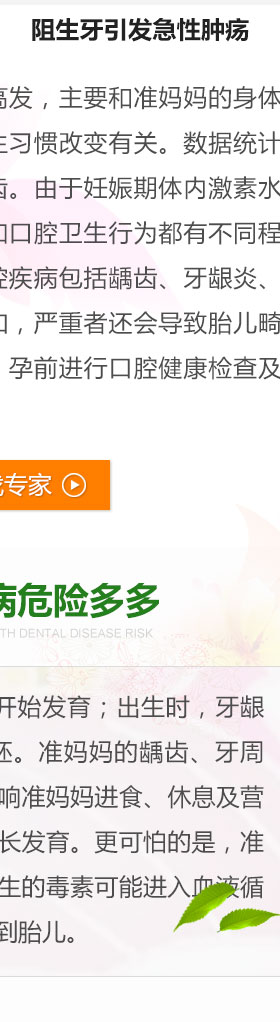 阻生牙引发急性肿疡
高发，主要和准妈妈的身体
生习惯改变有关。数据统计
齿。由于妊娠期体内激素水
和口腔卫生行为都有不同程
腔疾病包括龋齿、牙龈炎、
加，严重者还会导致胎儿畸
，孕前进行口腔健康检查及
找专家
病危险多多
TH DENTAL DISEASE RISK
开始发育；出生时，牙龈
胚。准妈妈的龋齿、牙周
响准妈妈进食、休息及营
长发育。更可怕的是，准
生的毒素可能进入血液循
到胎儿。